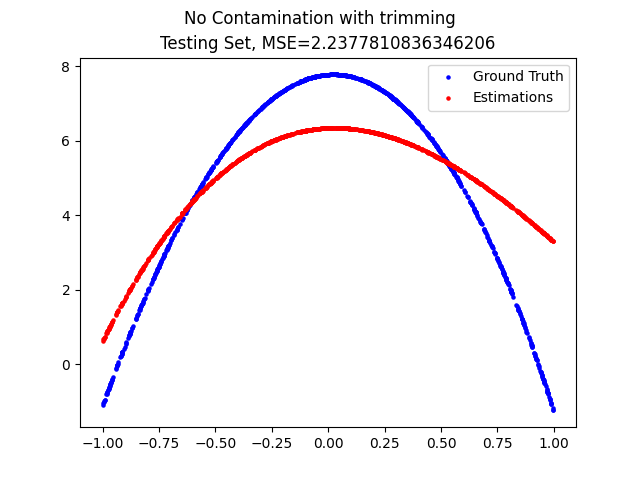 No Contamination with trimming
Testing Set, MSE=2.2377810836346206
Ground Truth
Estimations
8
6
4
2
0
−1.00 −0.75 −0.50 −0.25 0.00 0.25 0.50 0.75 1.00